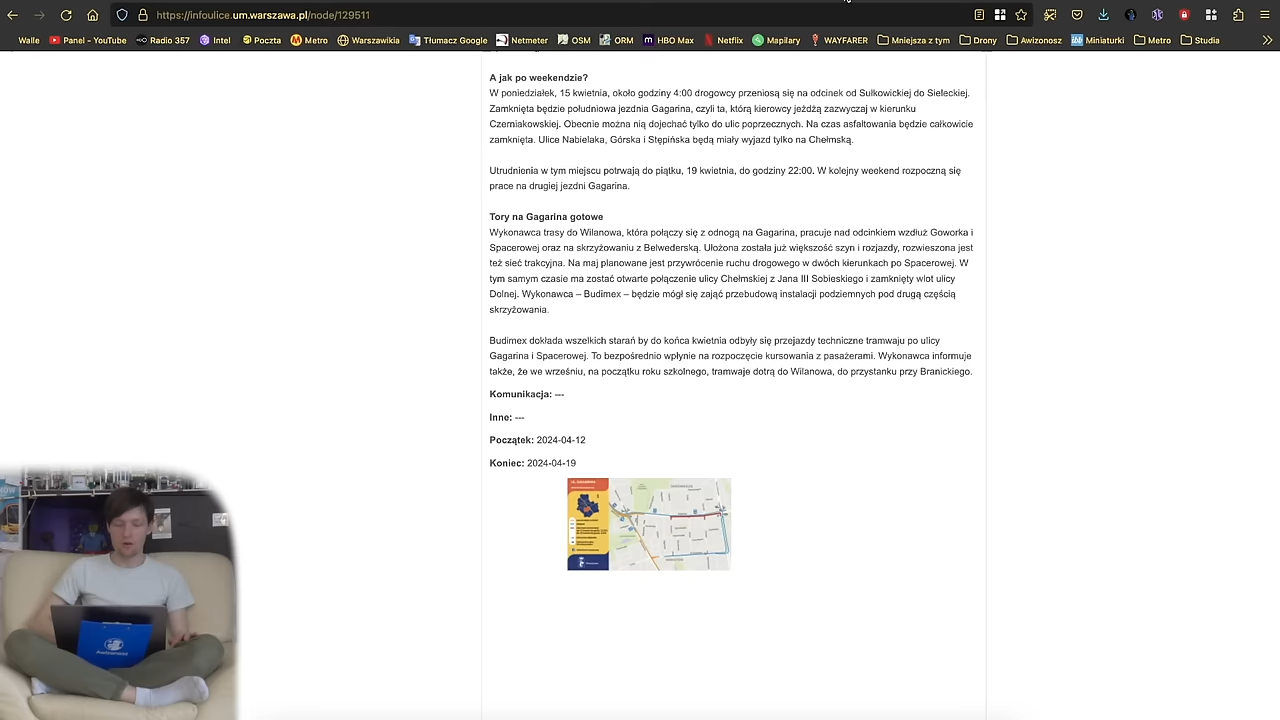 https://infoulice.um.warszawa.pl/node/129511
Walle Panel - YouTube Radio 357 Intel Poczta Metro Warszawikia Tłumacz Google Netmeter OSM ORM HBO Max Netflix Mapilary WAYFARER Mniejsza z tym Drony Awizonosz Miniaturki Metro Studia
A jak po weekendzie?
W poniedziałek, 15 kwietnia, około godziny 4:00 drogowcy przeniosą się na odcinek od Sułkowickiej do Sieleckiej.
Zamknięta będzie południowa jezdnia Gagarina, czyli ta, którą kierowcy jeżdżą zazwyczaj w kierunku
Czerniakowskiej. Obecnie można nią dojechać tylko do ulic poprzecznych. Na czas asfaltowania będzie całkowicie
zamknięta. Ulice Nabielaka, Górska i Stępińska będą miały wyjazd tylko na Chełmską.
Utrudnienia w tym miejscu potrwają do piątku, 19 kwietnia, do godziny 22:00. W kolejny weekend rozpoczną się
prace na drugiej jezdni Gagarina.
Tory na Gagarina gotowe
Wykonawca trasy do Wilanowa, która połączy się z odnogą na Gagarina, pracuje nad odcinkiem wzdłuż Goworka i
Spacerowej oraz na skrzyżowaniu z Belwederską. Ułożona została już większość szyn i rozjazdy, rozwieszona jest
też sieć trakcyjna. Na maj planowane jest przywrócenie ruchu drogowego w dwóch kierunkach po Spacerowej. W
tym samym czasie ma zostać otwarte połączenie ulicy Chełmskiej z Jana III Sobieskiego i zamknięty wlot ulicy
Dolnej. Wykonawca – Budimex – będzie mógł się zająć przebudową instalacji podziemnych pod drugą częścią
skrzyżowania.
Budimex dokłada wszelkich starań by do końca kwietnia odbyły się przejazdy techniczne tramwaju po ulicy
Gagarina i Spacerowej. To bezpośrednio wpłynie na rozpoczęcie kursowania z pasażerami. Wykonawca informuje
także, że we wrześniu, na początku roku szkolnego, tramwaje dotrą do Wilanowa, do przystanku przy Branickiego.
Komunikacja: ---
Inne: ---
Początek: 2024-04-12
Koniec: 2024-04-19